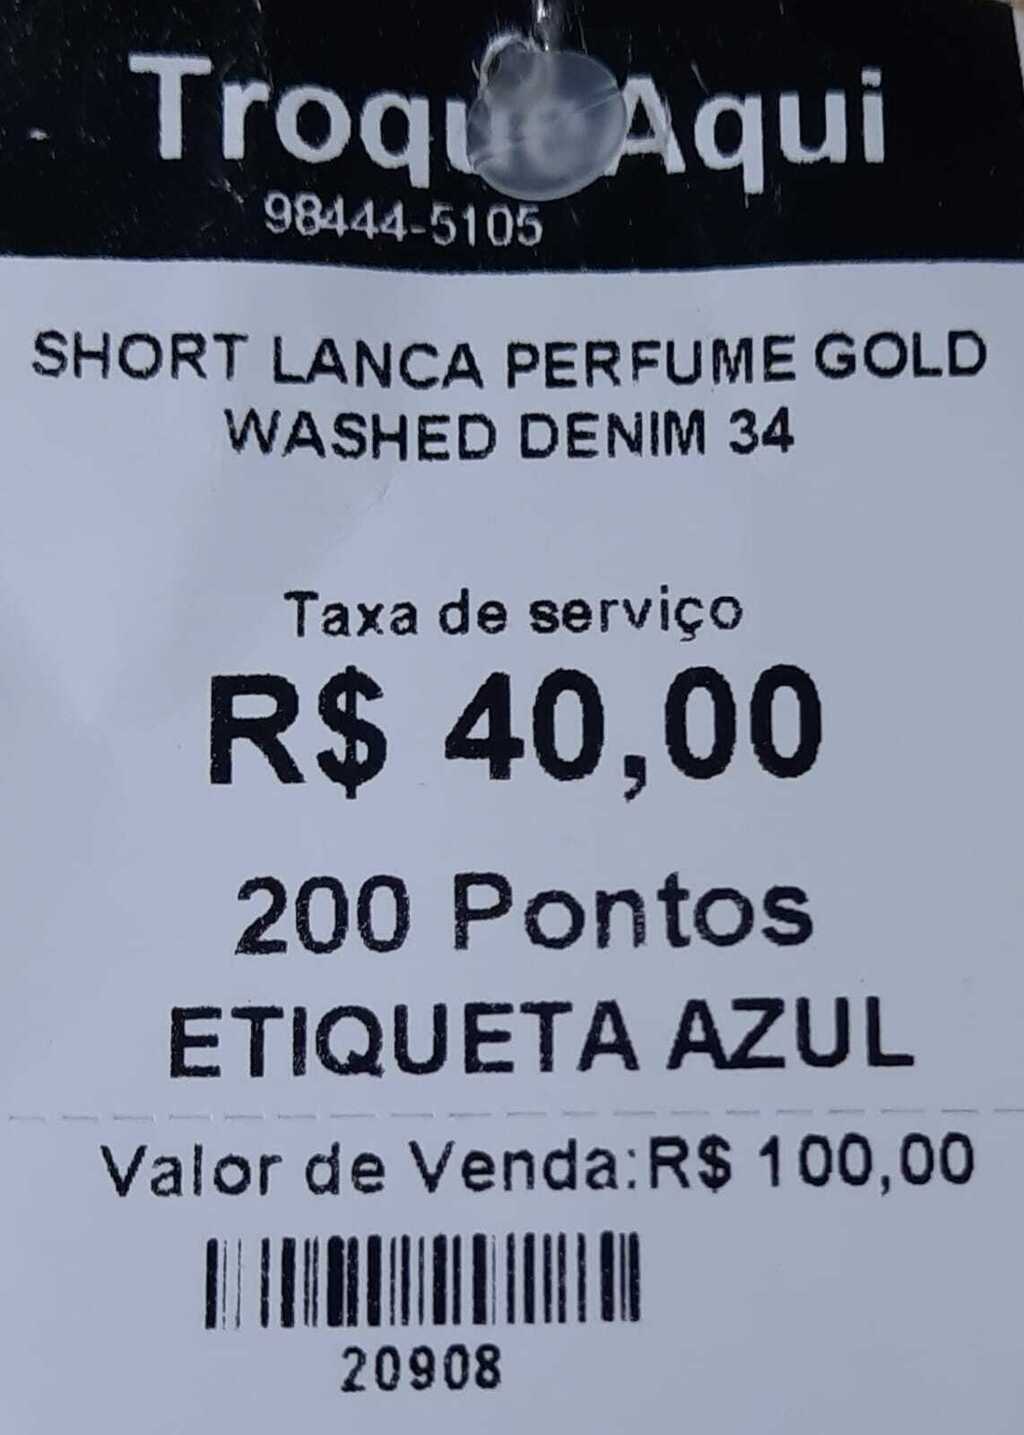 Troque Aqui
98444-5105
SHORT LANCA PERFUME GOLD
WASHED DENIM 34
Taxa de serviço
R$ 40,00
200 Pontos
ETIQUETA AZUL
Valor de Venda:R$ 100,00
20908